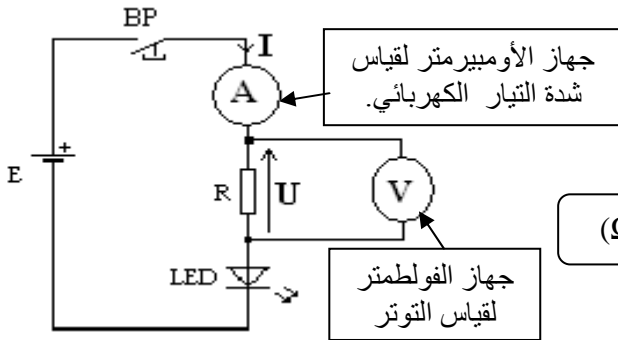 BP
I
جهاز الأومبيرمتر لقياس
شدة التيار الكهربائي.
A
+
E
R
U
V
(Ω
LED
جهاز الفولطمتر
لقياس التوتر